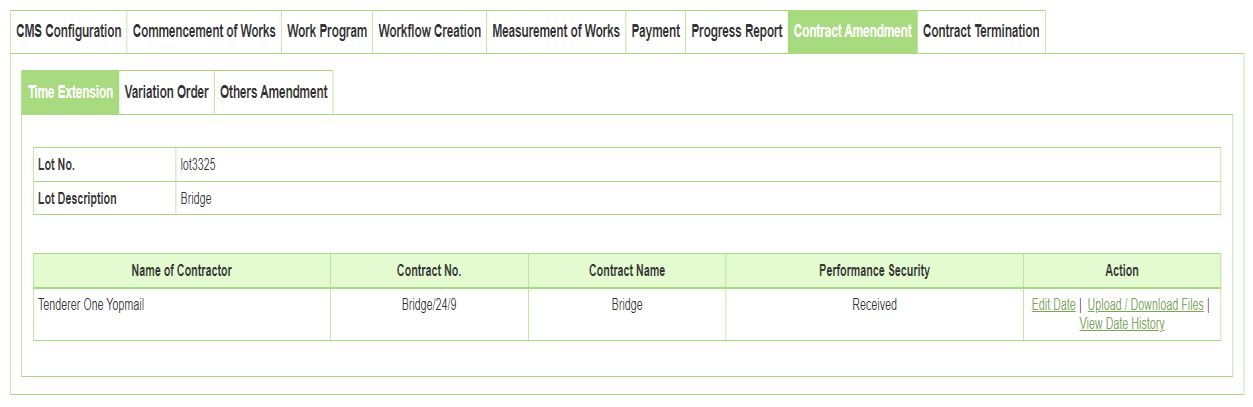 CMS Configuration Commencement of Works Work Program Workflow Creation Measurement of Works Payment Progress Report Contract Amendment Contract Termination
Time Extension Variation Order Others Amendment
Lot No. lot3325
Lot Description Bridge
Name of Contractor Contract No. Contract Name Performance Security Action
Tenderer One Yopmail Bridge/24/9 Bridge Received Edit Date | Upload / Download Files |
View Date History